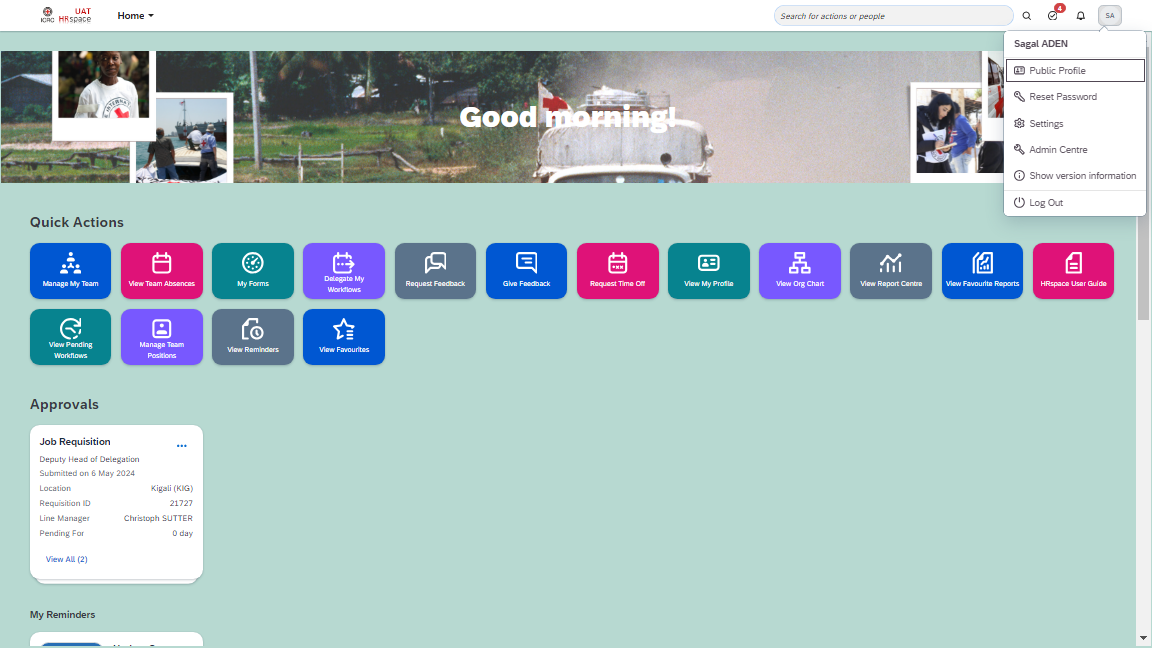 ICRC
UAT
HRspace
Home
Search for actions or people
4
SA
Sagal ADEN
Public Profile
Reset Password
Settings
Admin Centre
Show version information
Log Out
Good morning!
Quick Actions
Manage My Team
View Team Absences
My Forms
Delegate My
Workflows
Request Feedback
Give Feedback
Request Time Off
View My Profile
View Org Chart
View Report Centre
View Favourite Reports
HRspace User Guide
View Pending
Workflows
Manage Team
Positions
View Reminders
View Favourites
Approvals
Job Requisition
Deputy Head of Delegation
Submitted on 6 May 2024
Location Kigali (KIG)
Requisition ID 21727
Line Manager Christoph SUTTER
Pending For 0 day
View All (2)
My Reminders